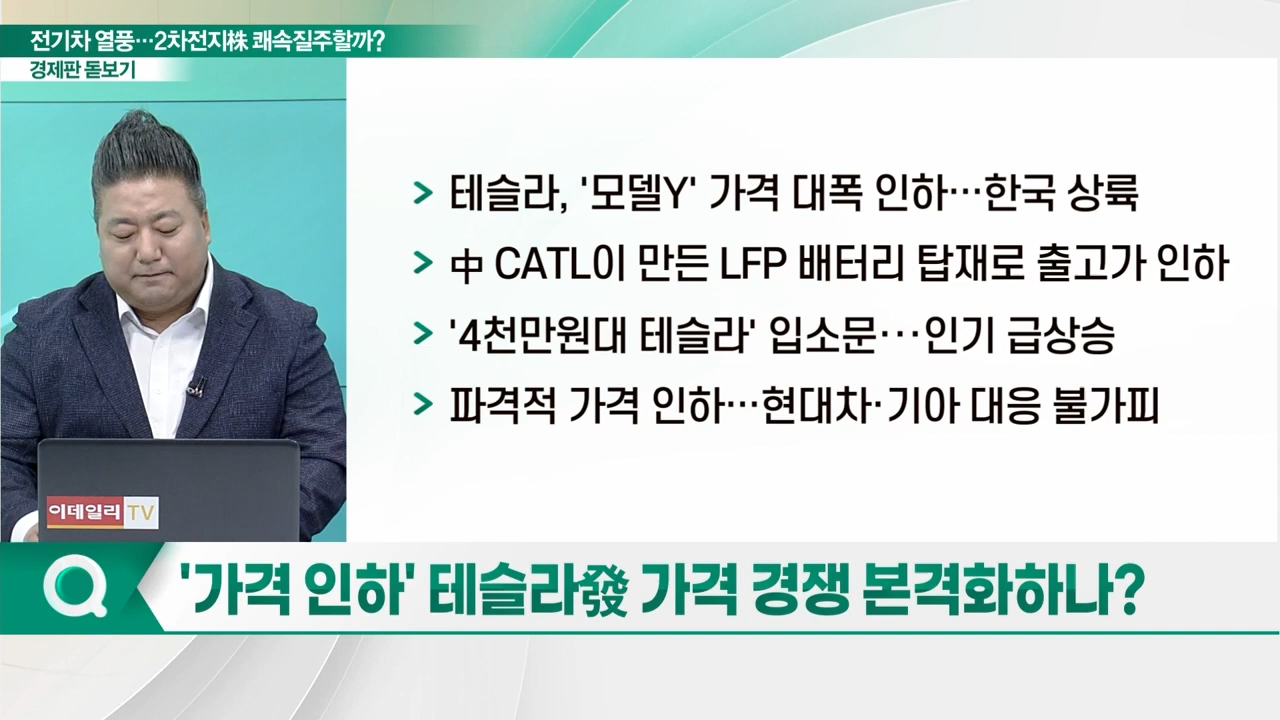 전기차 열풍…2차전지株 쾌속질주할까?
경제판 돋보기
> 테슬라, '모델Y' 가격 대폭 인하…한국 상륙
> 中 CATL이 만든 LFP 배터리 탑재로 출고가 인하
> '4천만원대 테슬라' 입소문…인기 급상승
> 파격적 가격 인하…현대차·기아 대응 불가피
이데일리 TV
Q '가격 인하' 테슬라發 가격 경쟁 본격화하나?